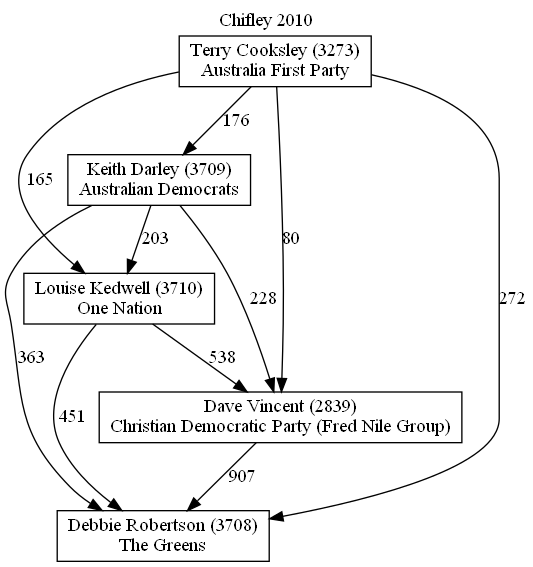 Chifley 2010
Terry Cooksley (3273)
Australia First Party
176
165
Keith Darley (3709)
Australian Democrats
203
80
Louise Kedwell (3710)
One Nation
228
272
363
538
451
Dave Vincent (2839)
Christian Democratic Party (Fred Nile Group)
907
Debbie Robertson (3708)
The Greens